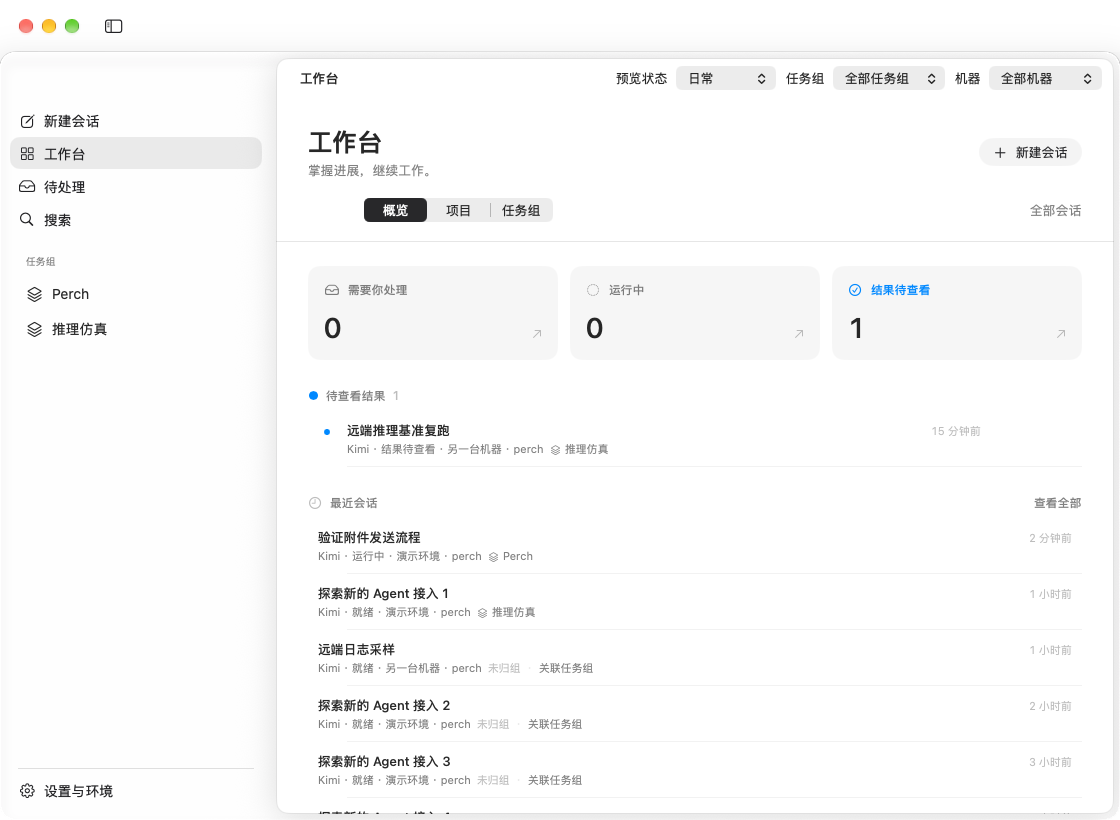 工作台
预览状态 日常 任务组 全部任务组 机器 全部机器
新建会话
工作台
待处理
搜索
任务组
Perch
推理仿真
设置与环境
工作台
掌握进展，继续工作。
新建会话
概览 项目 任务组
全部会话
需要你处理
0
运行中
0
结果待查看
1
待查看结果 1
远端推理基准复跑
15 分钟前
Kimi · 结果待查看 · 另一台机器 · perch 推理仿真
最近会话
查看全部
验证附件发送流程
2 分钟前
Kimi · 运行中 · 演示环境 · perch Perch
探索新的 Agent 接入 1
1 小时前
Kimi · 就绪 · 演示环境 · perch 推理仿真
远端日志采样
1 小时前
Kimi · 就绪 · 另一台机器 · perch 未归组 · 关联任务组
探索新的 Agent 接入 2
2 小时前
Kimi · 就绪 · 演示环境 · perch 未归组 · 关联任务组
探索新的 Agent 接入 3
3 小时前
Kimi · 就绪 · 演示环境 · perch 未归组 · 关联任务组